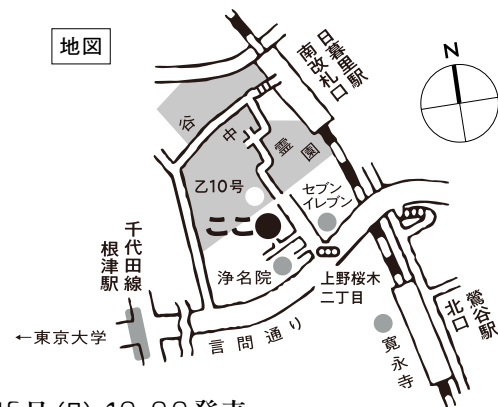 地図
N
日暮里駅
南改札口
谷中
霊園
乙10号
セブン
イレブン
ここ
千代田線
根津駅
浄名院
上野桜木
二丁目
鶯谷駅
北口
←東京大学
言問通り
寛永寺